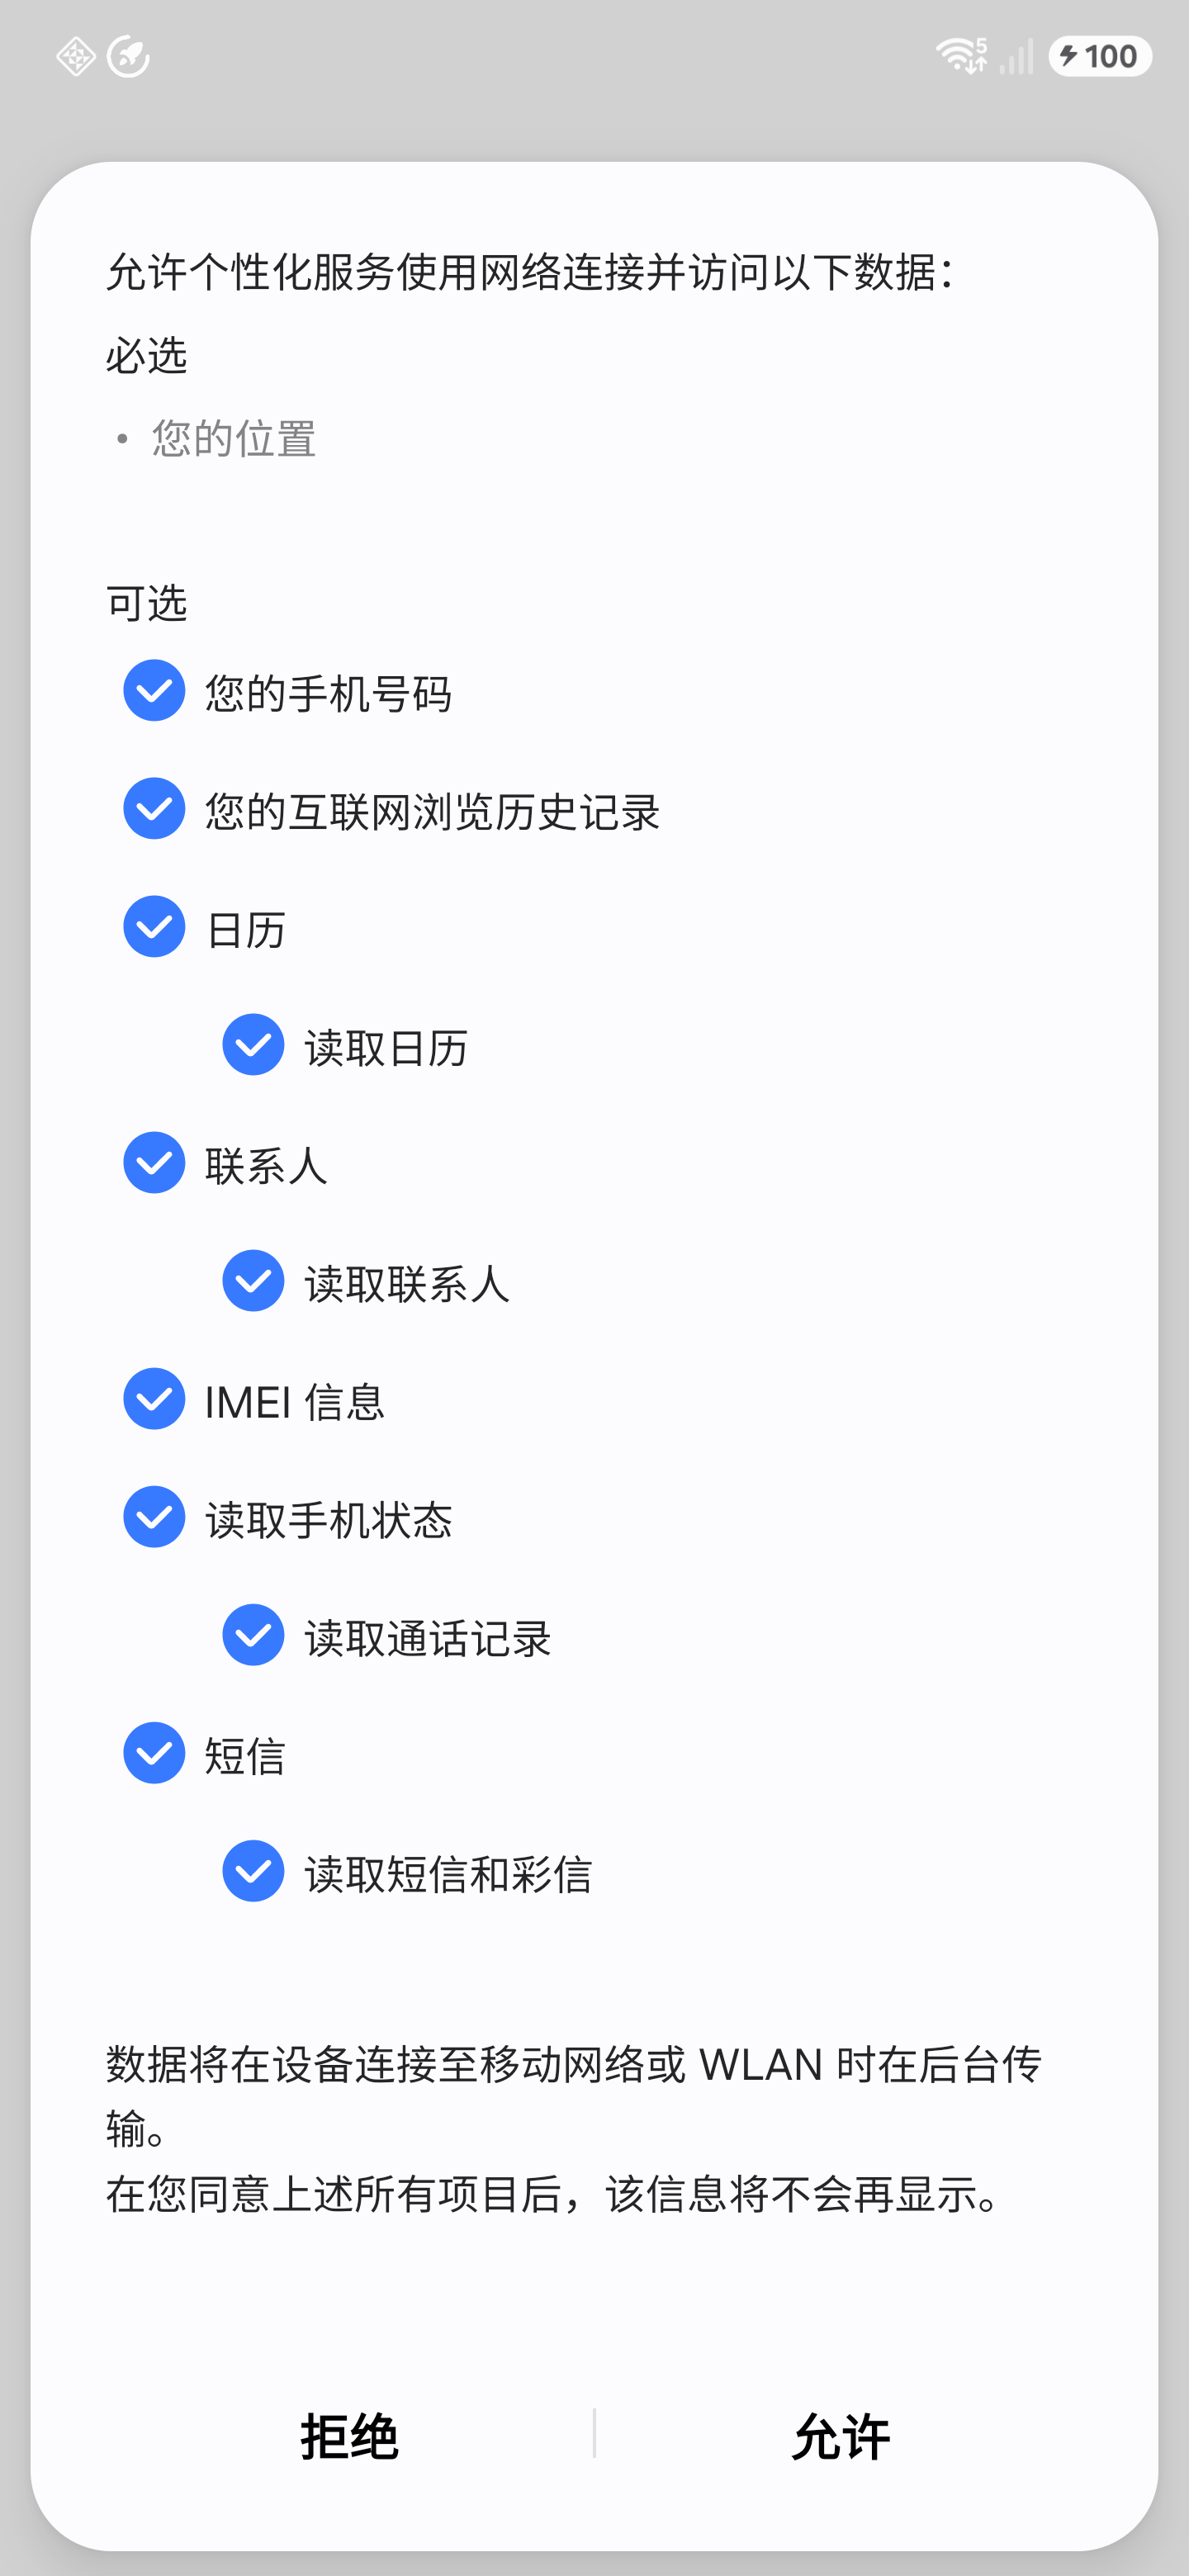 5
100
允许个性化服务使用网络连接并访问以下数据：
必选
• 您的位置
可选
您的手机号码
您的互联网浏览历史记录
日历
读取日历
联系人
读取联系人
IMEI 信息
读取手机状态
读取通话记录
短信
读取短信和彩信
数据将在设备连接至移动网络或 WLAN 时在后台传
输。
在您同意上述所有项目后，该信息将不会再显示。
拒绝
允许